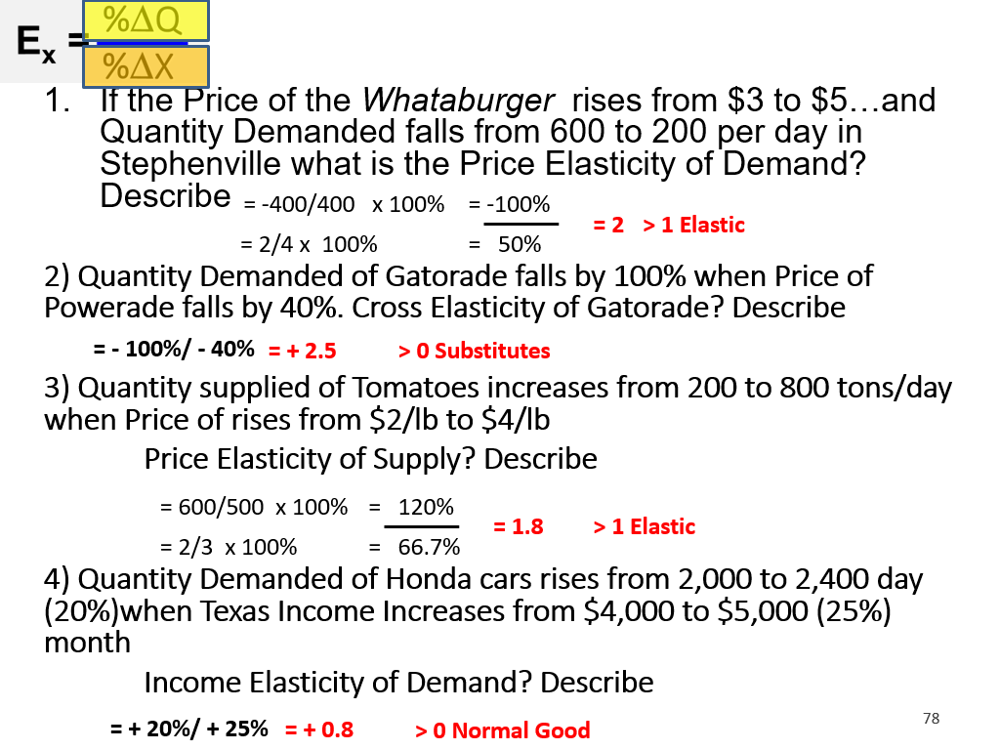 Eₓ = %ΔQ
%ΔX
1. If the Price of the Whataburger rises from $3 to $5…and
Quantity Demanded falls from 600 to 200 per day in
Stephenville what is the Price Elasticity of Demand?
Describe = -400/400 x 100% = -100%
= 2 > 1 Elastic
= 2/4 x 100% = 50%
2) Quantity Demanded of Gatorade falls by 100% when Price of
Powerade falls by 40%. Cross Elasticity of Gatorade? Describe
= - 100%/ - 40% = + 2.5 > 0 Substitutes
3) Quantity supplied of Tomatoes increases from 200 to 800 tons/day
when Price of rises from $2/lb to $4/lb
Price Elasticity of Supply? Describe
= 600/500 x 100% = 120%
= 1.8 > 1 Elastic
= 2/3 x 100% = 66.7%
4) Quantity Demanded of Honda cars rises from 2,000 to 2,400 day
(20%)when Texas Income Increases from $4,000 to $5,000 (25%)
month
Income Elasticity of Demand? Describe
78
= + 20%/ + 25% = + 0.8 > 0 Normal Good